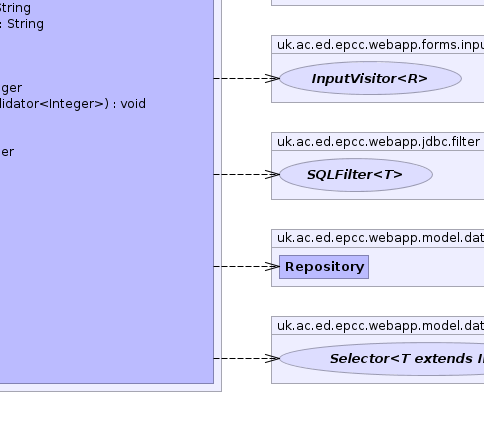 String
: String
ger
lidator<Integer>) : void
er
uk.ac.ed.epcc.webapp.forms.inpu
InputVisitor<R>
uk.ac.ed.epcc.webapp.jdbc.filter
SQLFilter<T>
uk.ac.ed.epcc.webapp.model.dat
Repository
uk.ac.ed.epcc.webapp.model.dat
Selector<T extends I